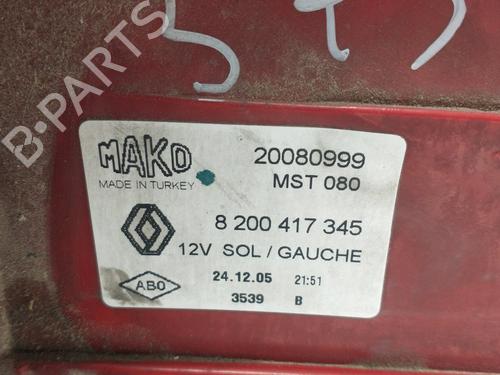 B-PARTS
MAKO
MADE IN TURKEY
20080999
MST 080
8 200 417 345
12V SOL / GAUCHE
ABO
24.12.05 21:51
3539 B